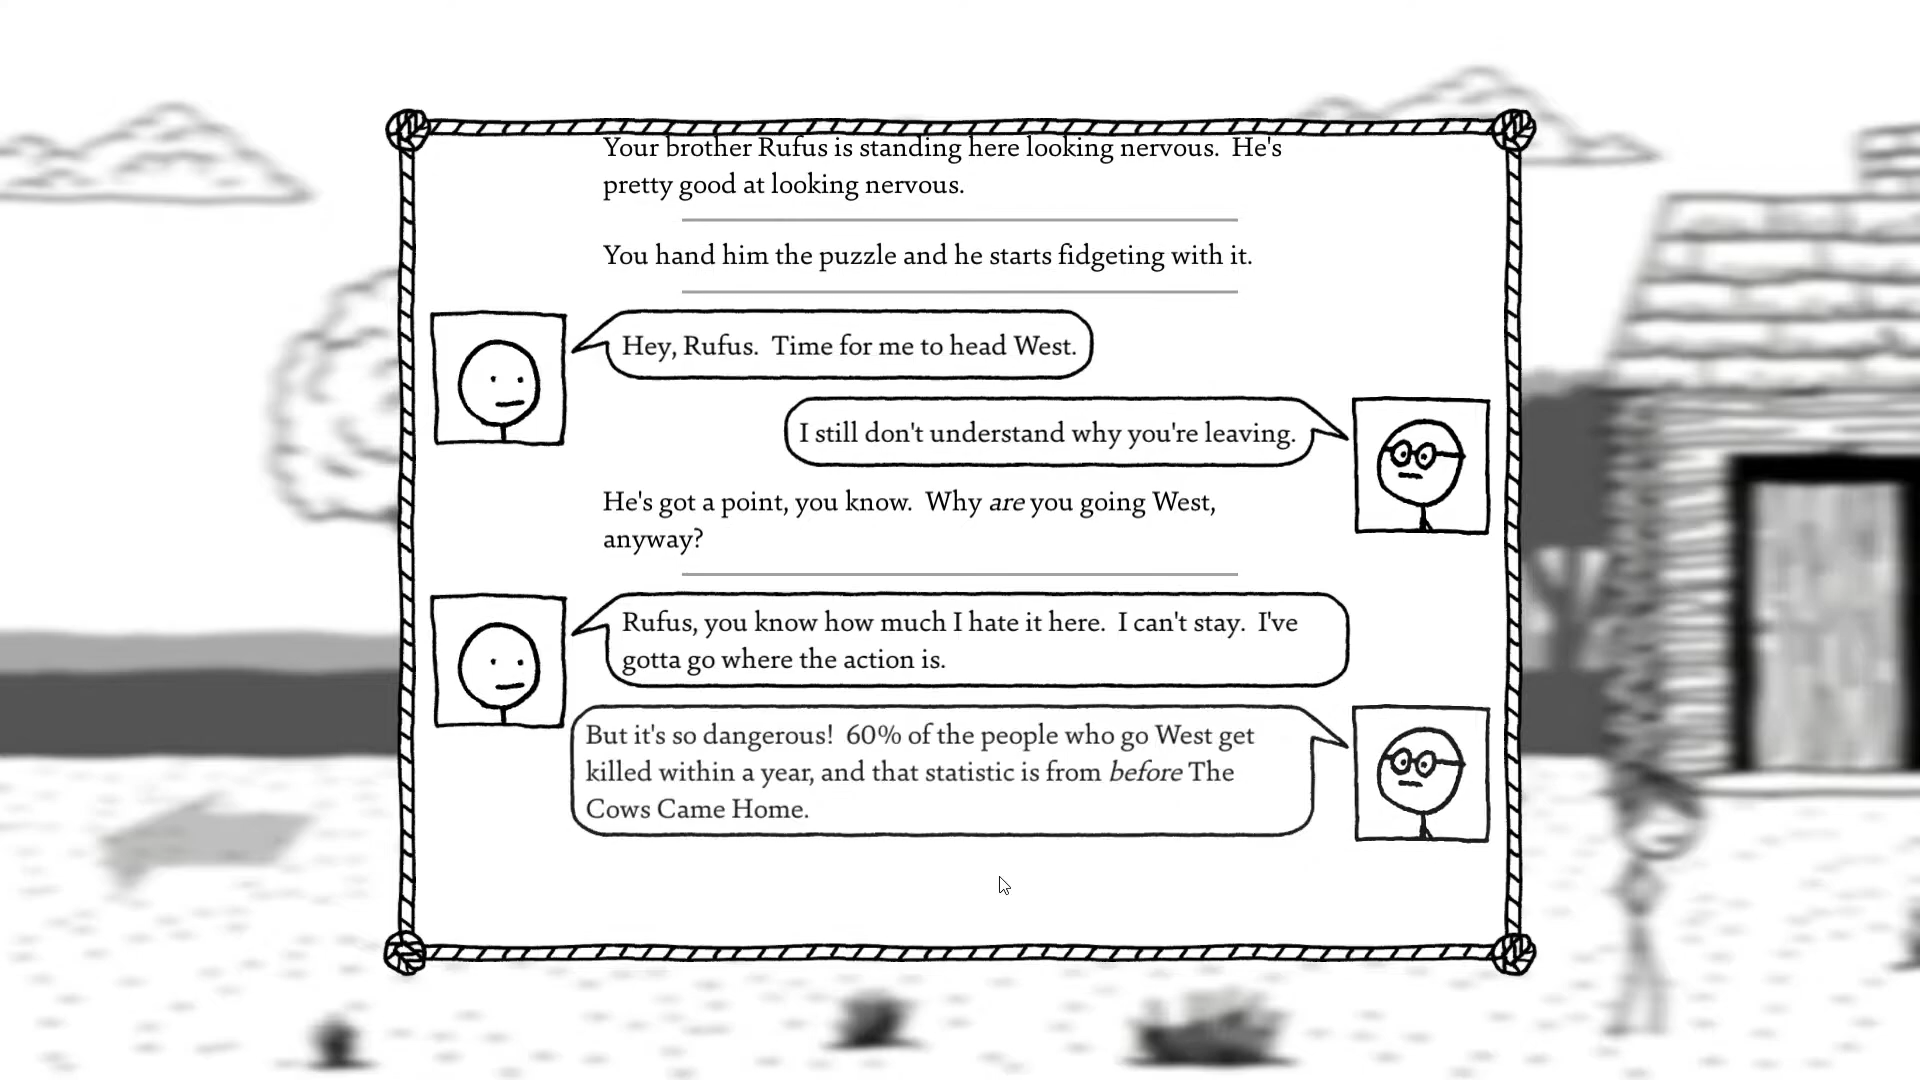 Your brother Rufus is standing here looking nervous.  He's
pretty good at looking nervous.
You hand him the puzzle and he starts fidgeting with it.
Hey, Rufus.  Time for me to head West.
I still don't understand why you're leaving.
He's got a point, you know.  Why are you going West,
anyway?
Rufus, you know how much I hate it here.  I can't stay.  I've
gotta go where the action is.
But it's so dangerous!  60% of the people who go West get
killed within a year, and that statistic is from before The
Cows Came Home.